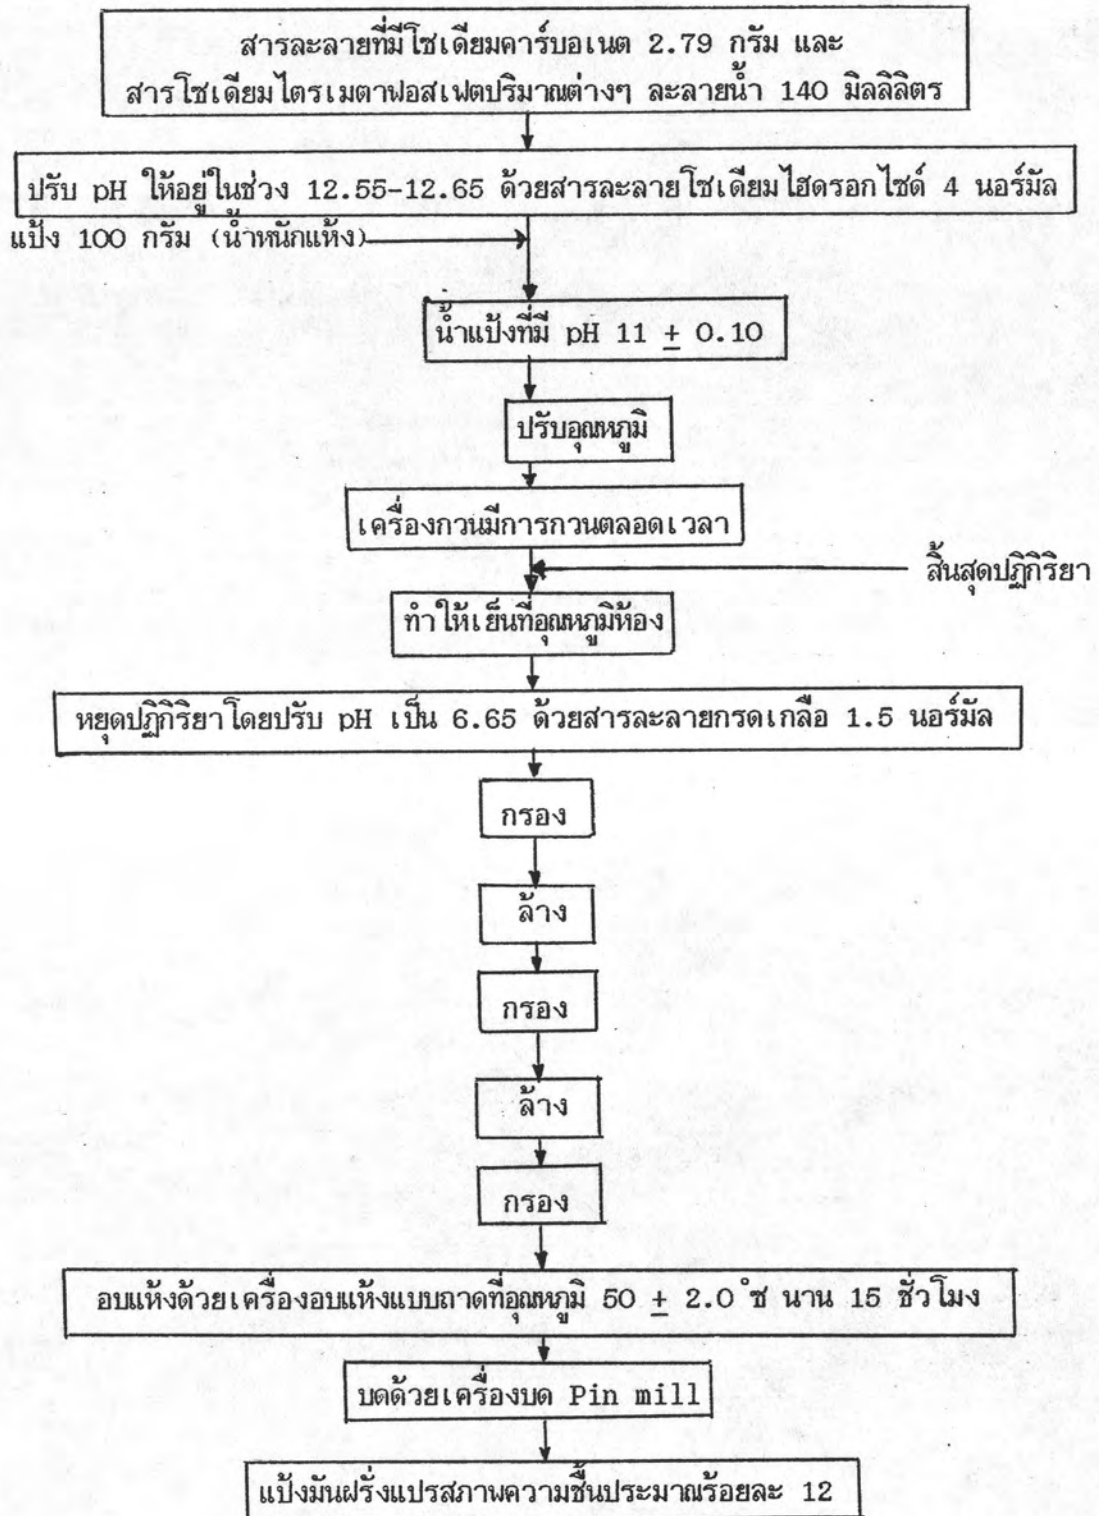 สารละลายที่มีโซเดียมคาร์บอเนต 2.79 กรัม และ
สารโซเดียมไตรเมตาฟอสเฟตปริมาณต่างๆ ละลายน้ำ 140 มิลลิลิตร
ปรับ pH ให้อยู่ในช่วง 12.55-12.65 ด้วยสารละลายโซเดียมไฮดรอกไซด์ 4 นอร์มัล
แป้ง 100 กรัม (น้ำหนักแห้ง)
น้ำแป้งที่มี pH 11 ± 0.10
ปรับอุณหภูมิ
เครื่องกวนมีการกวนตลอดเวลา
สิ้นสุดปฏิกิริยา
ทำให้เย็นที่อุณหภูมิห้อง
หยุดปฏิกิริยาโดยปรับ pH เป็น 6.65 ด้วยสารละลายกรดเกลือ 1.5 นอร์มัล
กรอง
ล้าง
กรอง
ล้าง
กรอง
อบแห้งด้วยเครื่องอบแห้งแบบถาดที่อุณหภูมิ 50 ± 2.0 °ซ นาน 15 ชั่วโมง
บดด้วยเครื่องบด Pin mill
แป้งมันฝรั่งแปรสภาพความชื้นประมาณร้อยละ 12